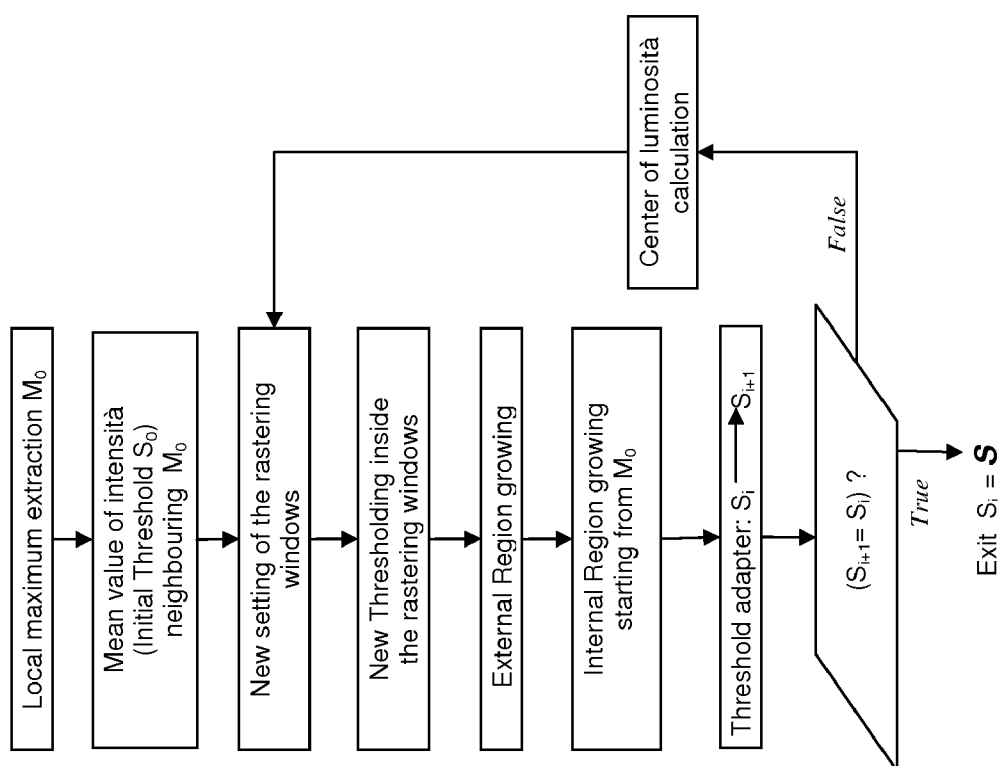 Local maximum extraction M₀
Mean value of intensità
(Initial Threshold S₀)
neighbouring M₀
New setting of the rastering
windows
New Thresholding inside
the rastering windows
External Region growing
Internal Region growing
starting from M₀
Threshold adapter: Sᵢ → Sᵢ₊₁
(Sᵢ₊₁= Sᵢ) ?
True
False
Exit Sᵢ = S
Center of luminosità
calculation